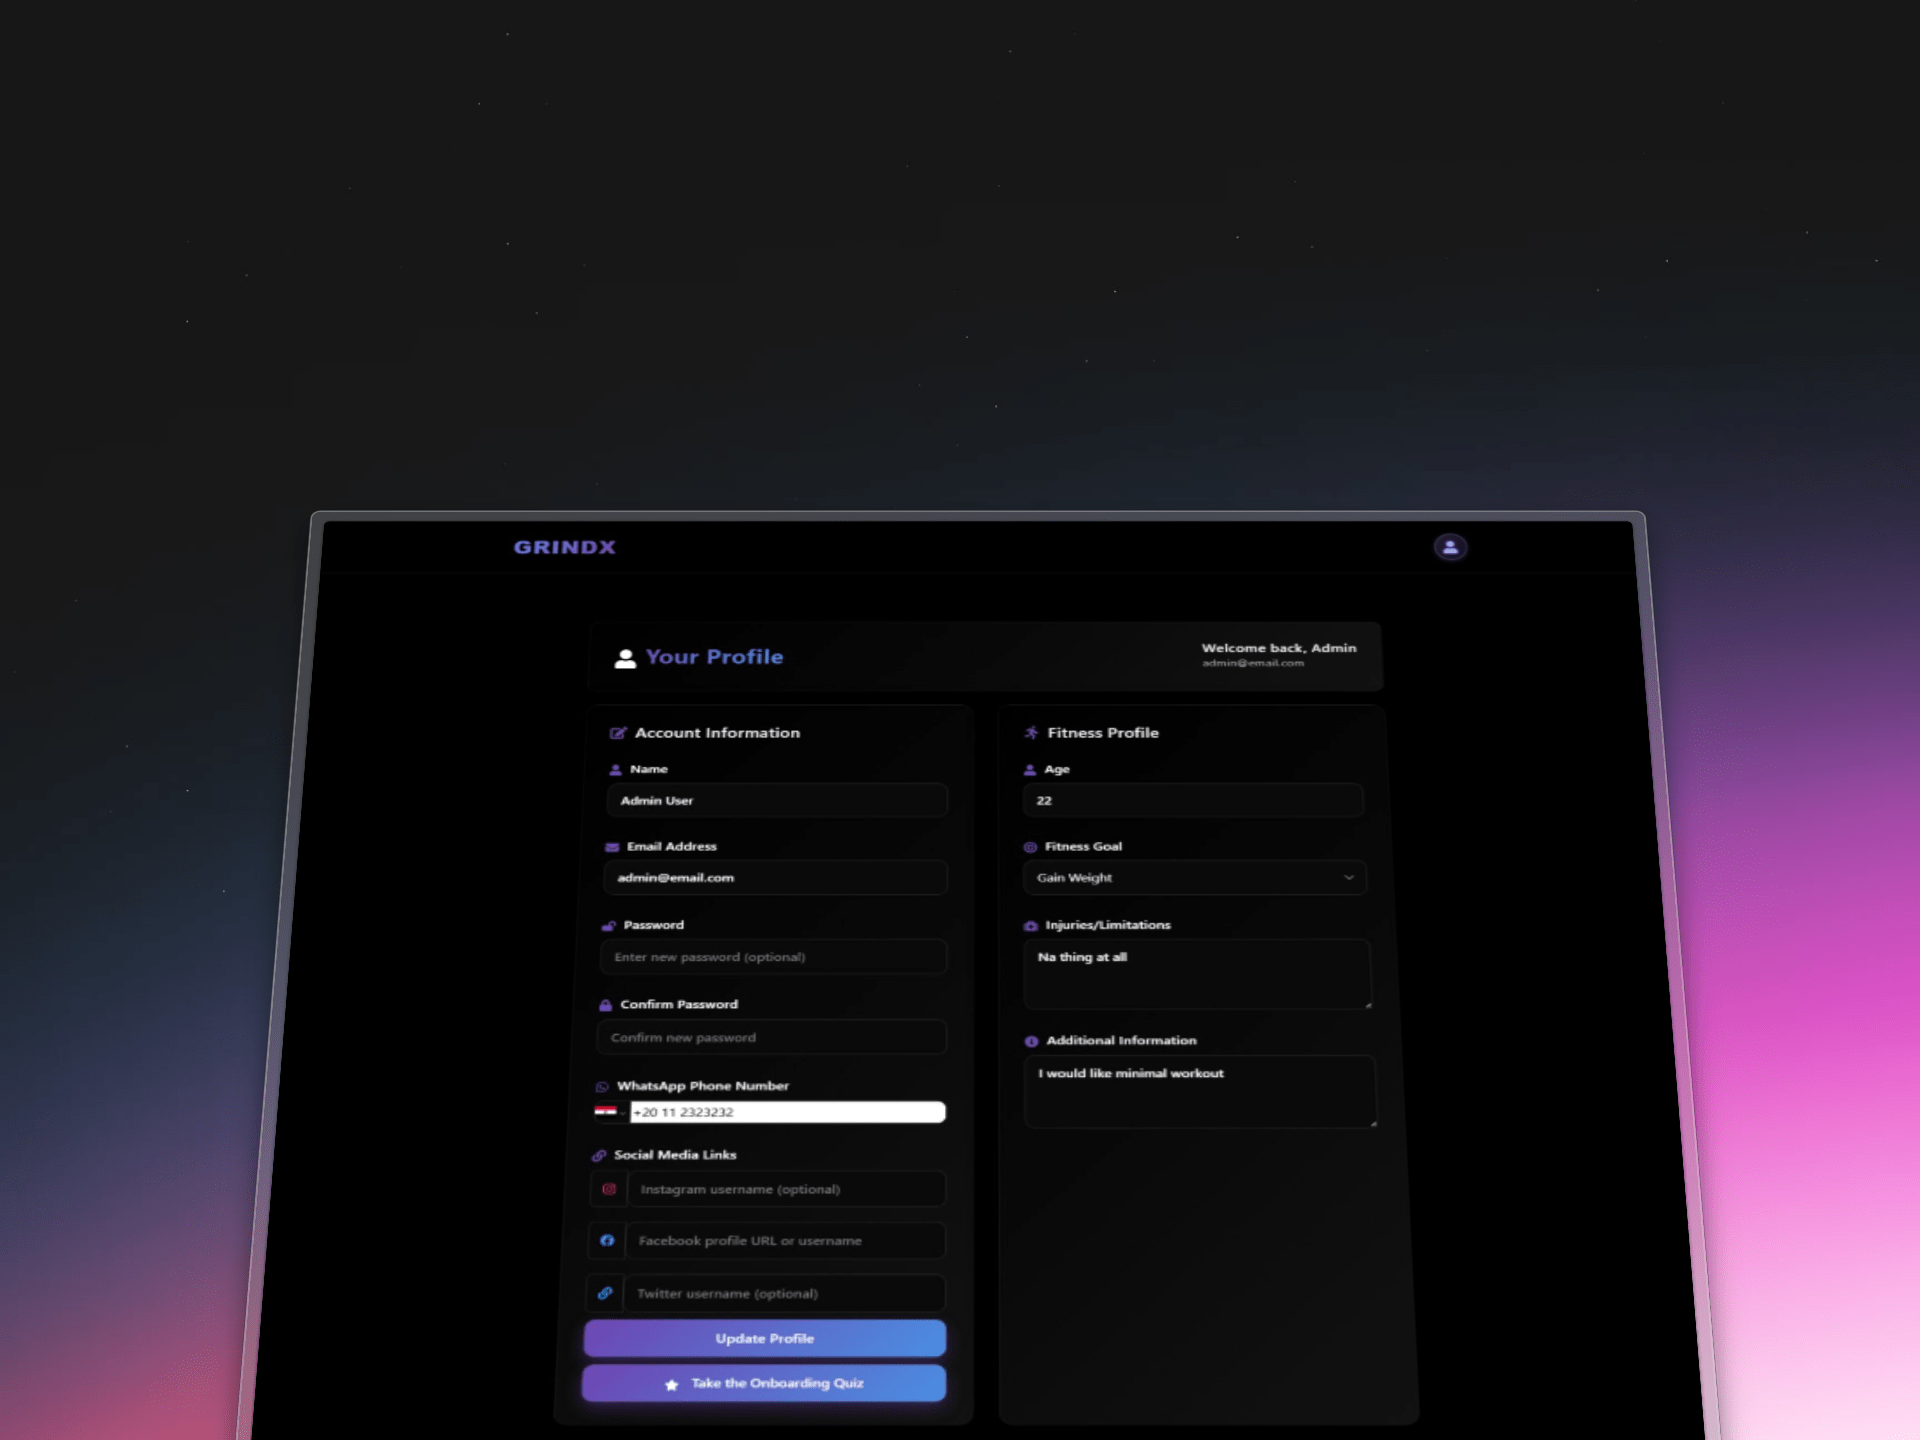 GRINDX
Your Profile
Welcome back, Admin
admin@email.com
Account Information
Name
Admin User
Email Address
admin@email.com
Password
Enter new password (optional)
Confirm Password
Confirm new password
WhatsApp Phone Number
+20 11 2323232
Social Media Links
Instagram username (optional)
Facebook profile URL or username
Twitter username (optional)
Update Profile
Take the Onboarding Quiz
Fitness Profile
Age
22
Fitness Goal
Gain Weight
Injuries/Limitations
Na thing at all
Additional Information
I would like minimal workout